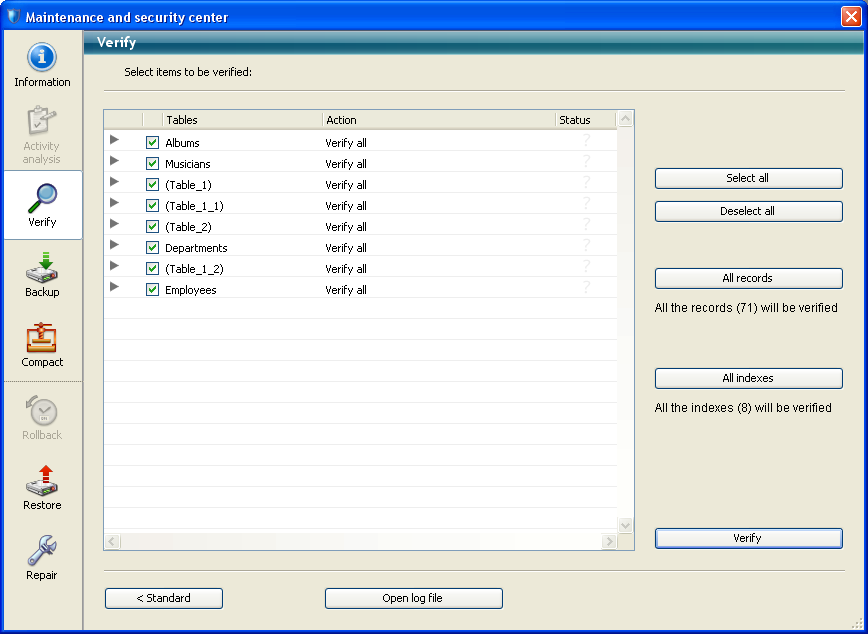 Maintenance and security center
Verify
Information
Activity
analysis
Verify
Backup
Compact
Rollback
Restore
Repair
Select items to be verified:
Tables Action Status
Albums Verify all ?
Musicians Verify all ?
(Table_1) Verify all ?
(Table_1_1) Verify all ?
(Table_2) Verify all ?
Departments Verify all ?
(Table_1_2) Verify all ?
Employees Verify all ?
Select all
Deselect all
All records
All the records (71) will be verified
All indexes
All the indexes (8) will be verified
Verify
< Standard
Open log file